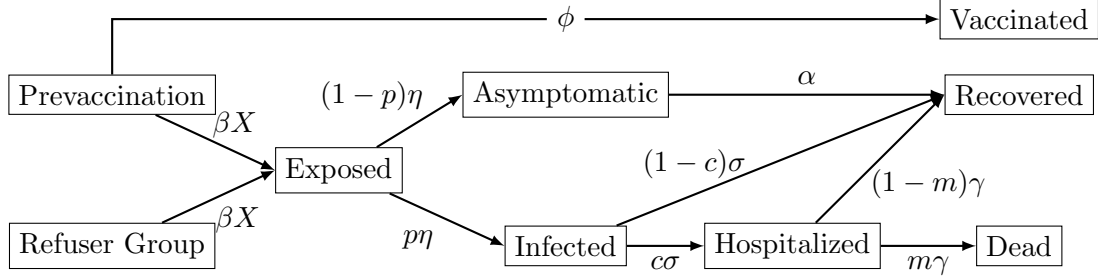 ϕ
Vaccinated
Prevaccination
βX
(1 − p)η
Asymptomatic
α
Recovered
Exposed
(1 − c)σ
(1 − m)γ
Refuser Group
βX
pη
Infected
cσ
Hospitalized
mγ
Dead